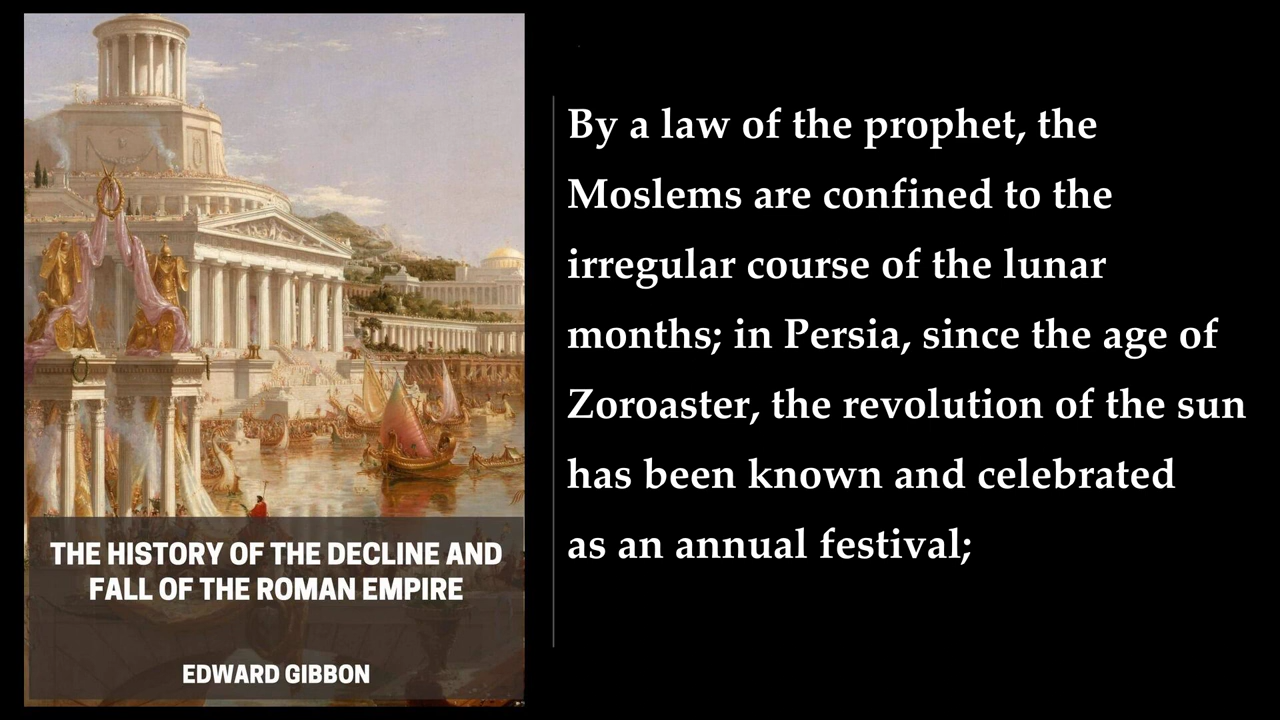 THE HISTORY OF THE DECLINE AND
FALL OF THE ROMAN EMPIRE
EDWARD GIBBON
By a law of the prophet, the
Moslems are confined to the
irregular course of the lunar
months; in Persia, since the age of
Zoroaster, the revolution of the sun
has been known and celebrated
as an annual festival;